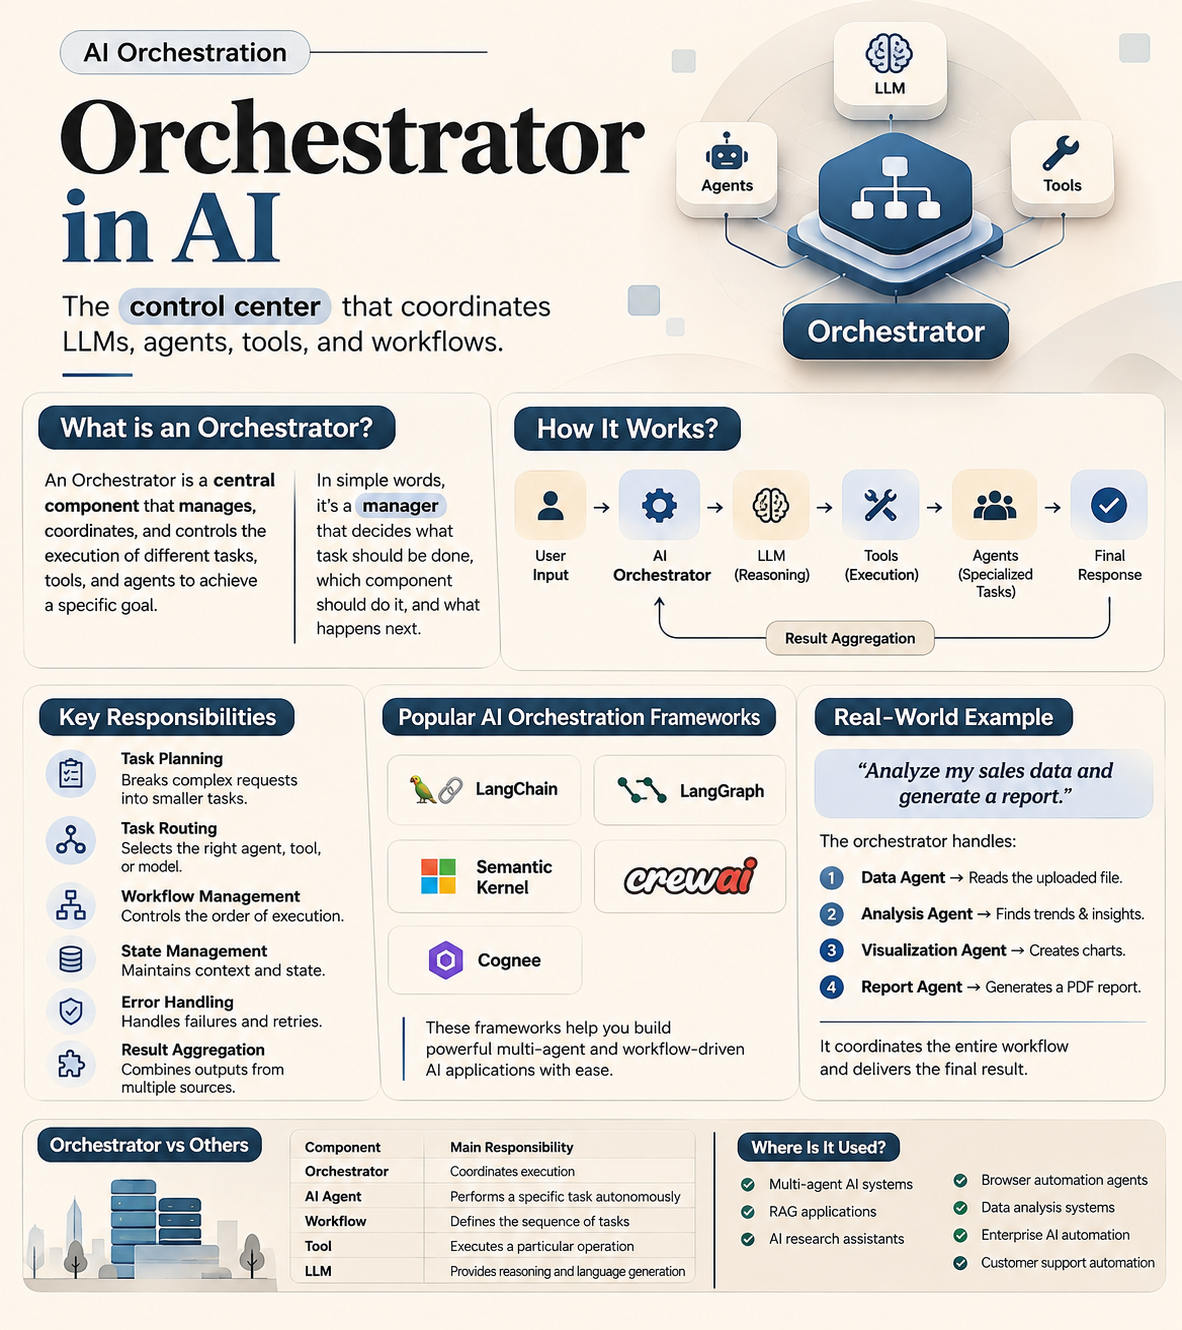 AI Orchestration
Orchestrator
in AI
The control center that coordinates
LLMs, agents, tools, and workflows.
LLM
Agents
Tools
Orchestrator
What is an Orchestrator?
An Orchestrator is a central
component that manages,
coordinates, and controls the
execution of different tasks,
tools, and agents to achieve
a specific goal.
In simple words,
it's a manager
that decides what
task should be done,
which component
should do it, and what
happens next.
How It Works?
User
Input
AI
Orchestrator
LLM
(Reasoning)
Tools
(Execution)
Agents
(Specialized
Tasks)
Final
Response
Result Aggregation
Key Responsibilities
Task Planning
Breaks complex requests
into smaller tasks.
Task Routing
Selects the right agent, tool,
or model.
Workflow Management
Controls the order of execution.
State Management
Maintains context and state.
Error Handling
Handles failures and retries.
Result Aggregation
Combines outputs from
multiple sources.
Popular AI Orchestration Frameworks
LangChain
LangGraph
Semantic
Kernel
crewai
Cognee
These frameworks help you build
powerful multi-agent and workflow-driven
AI applications with ease.
Real-World Example
“Analyze my sales data and
generate a report.”
The orchestrator handles:
1 Data Agent → Reads the uploaded file.
2 Analysis Agent → Finds trends & insights.
3 Visualization Agent → Creates charts.
4 Report Agent → Generates a PDF report.
It coordinates the entire workflow
and delivers the final result.
Orchestrator vs Others
Component Main Responsibility
Orchestrator Coordinates execution
AI Agent Performs a specific task autonomously
Workflow Defines the sequence of tasks
Tool Executes a particular operation
LLM Provides reasoning and language generation
Where Is It Used?
Multi-agent AI systems
RAG applications
AI research assistants
Browser automation agents
Data analysis systems
Enterprise AI automation
Customer support automation